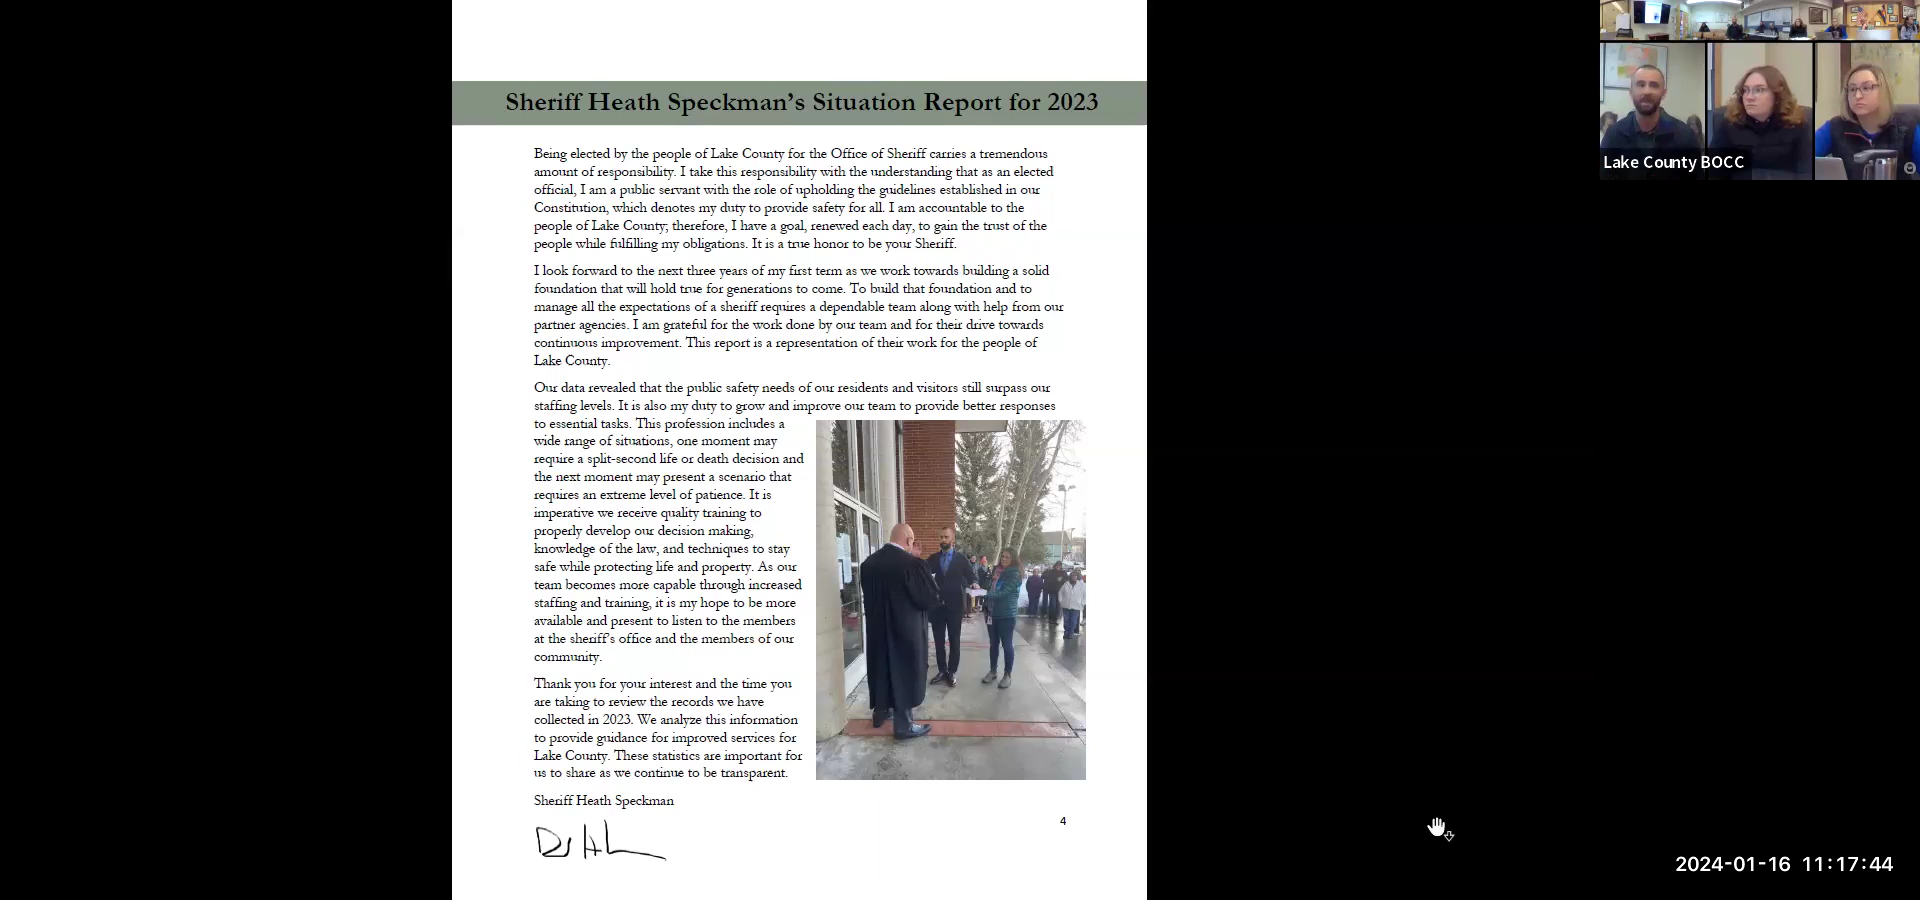 Sheriff Heath Speckman's Situation Report for 2023
Being elected by the people of Lake County for the Office of Sheriff carries a tremendous
amount of responsibility. I take this responsibility with the understanding that as an elected
official, I am a public servant with the role of upholding the guidelines established in our
Constitution, which denotes my duty to provide safety for all. I am accountable to the
people of Lake County; therefore, I have a goal, renewed each day, to gain the trust of the
people while fulfilling my obligations. It is a true honor to be your Sheriff.
I look forward to the next three years of my first term as we work towards building a solid
foundation that will hold true for generations to come. To build that foundation and to
manage all the expectations of a sheriff requires a dependable team along with help from our
partner agencies. I am grateful for the work done by our team and for their drive towards
continuous improvement. This report is a representation of their work for the people of
Lake County.
Our data revealed that the public safety needs of our residents and visitors still surpass our
staffing levels. It is also my duty to grow and improve our team to provide better responses
to essential tasks. This profession includes a
wide range of situations, one moment may
require a split-second life or death decision and
the next moment may present a scenario that
requires an extreme level of patience. It is
imperative we receive quality training to
properly develop our decision making,
knowledge of the law, and techniques to stay
safe while protecting life and property. As our
team becomes more capable through increased
staffing and training, it is my hope to be more
available and present to listen to the members
at the sheriff's office and the members of our
community.
Thank you for your interest and the time you
are taking to review the records we have
collected in 2023. We analyze this information
to provide guidance for improved services for
Lake County. These statistics are important for
us to share as we continue to be transparent.
Sheriff Heath Speckman
4
Lake County BOCC
2024-01-16 11:17:44